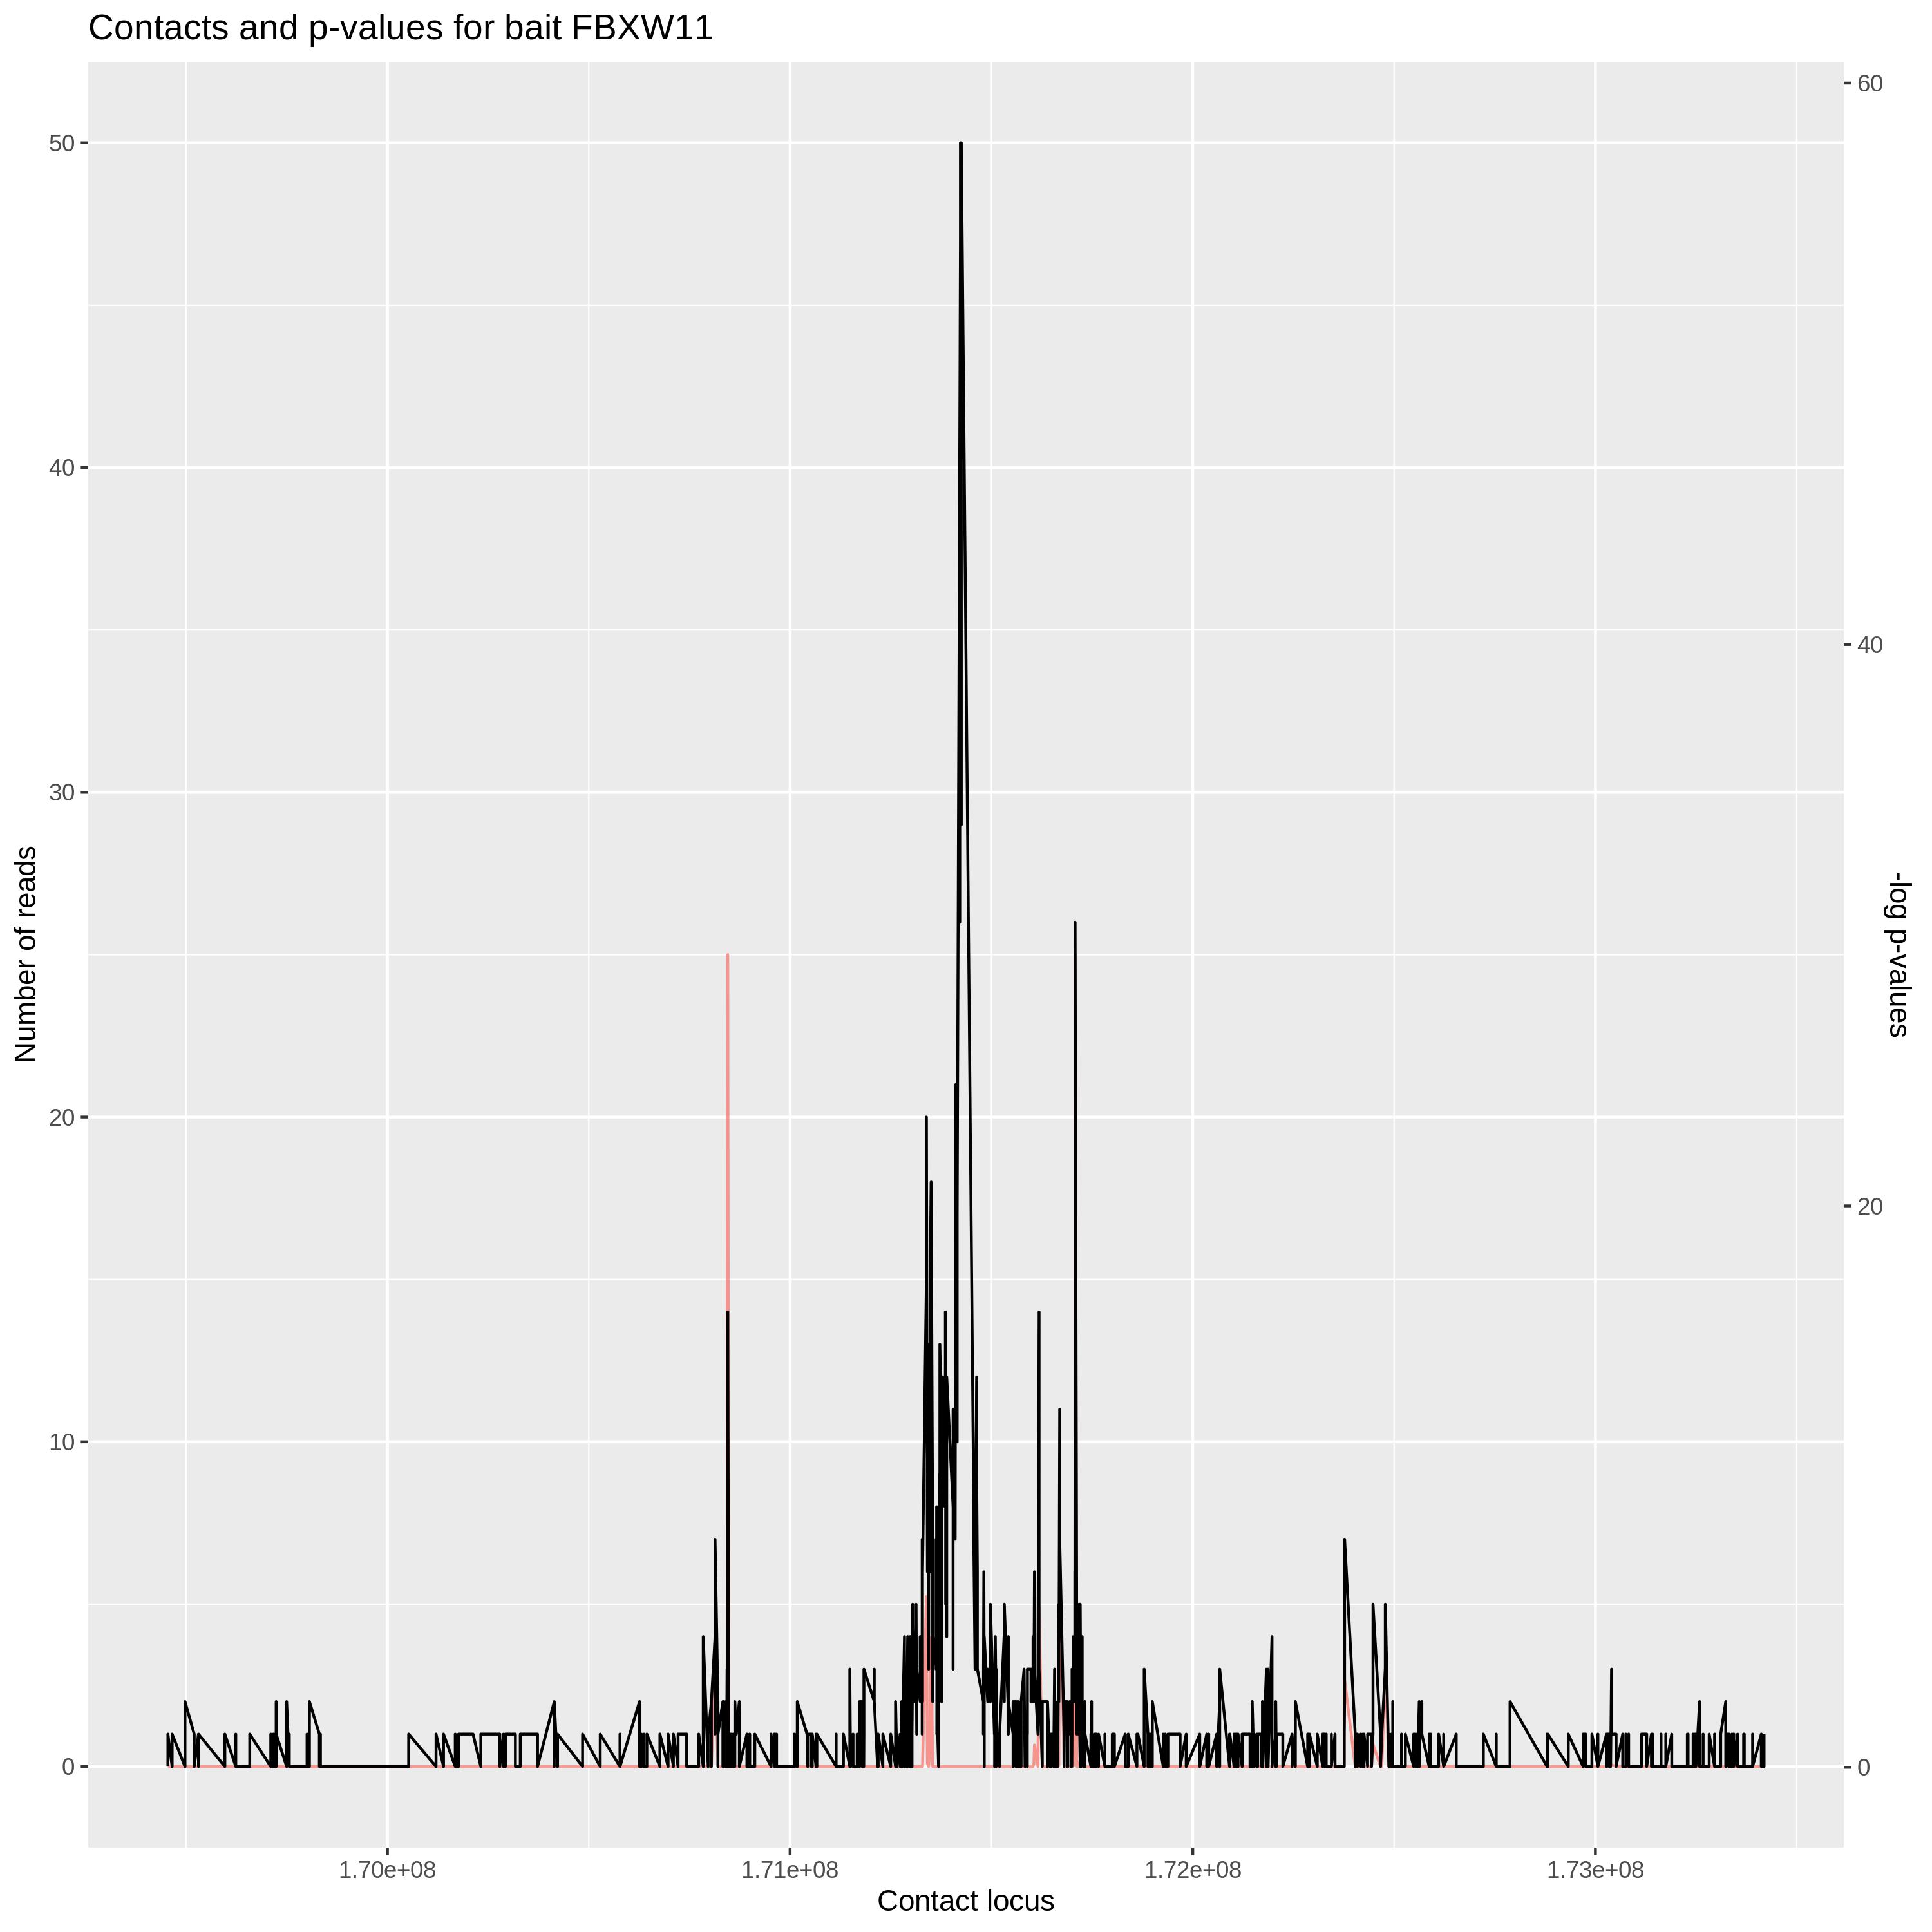 Contacts and p-values for bait FBXW11
Number of reads
50
40
30
20
10
0
60
40
20
0
-log p-values
1.70e+08
1.71e+08
1.72e+08
1.73e+08
Contact locus